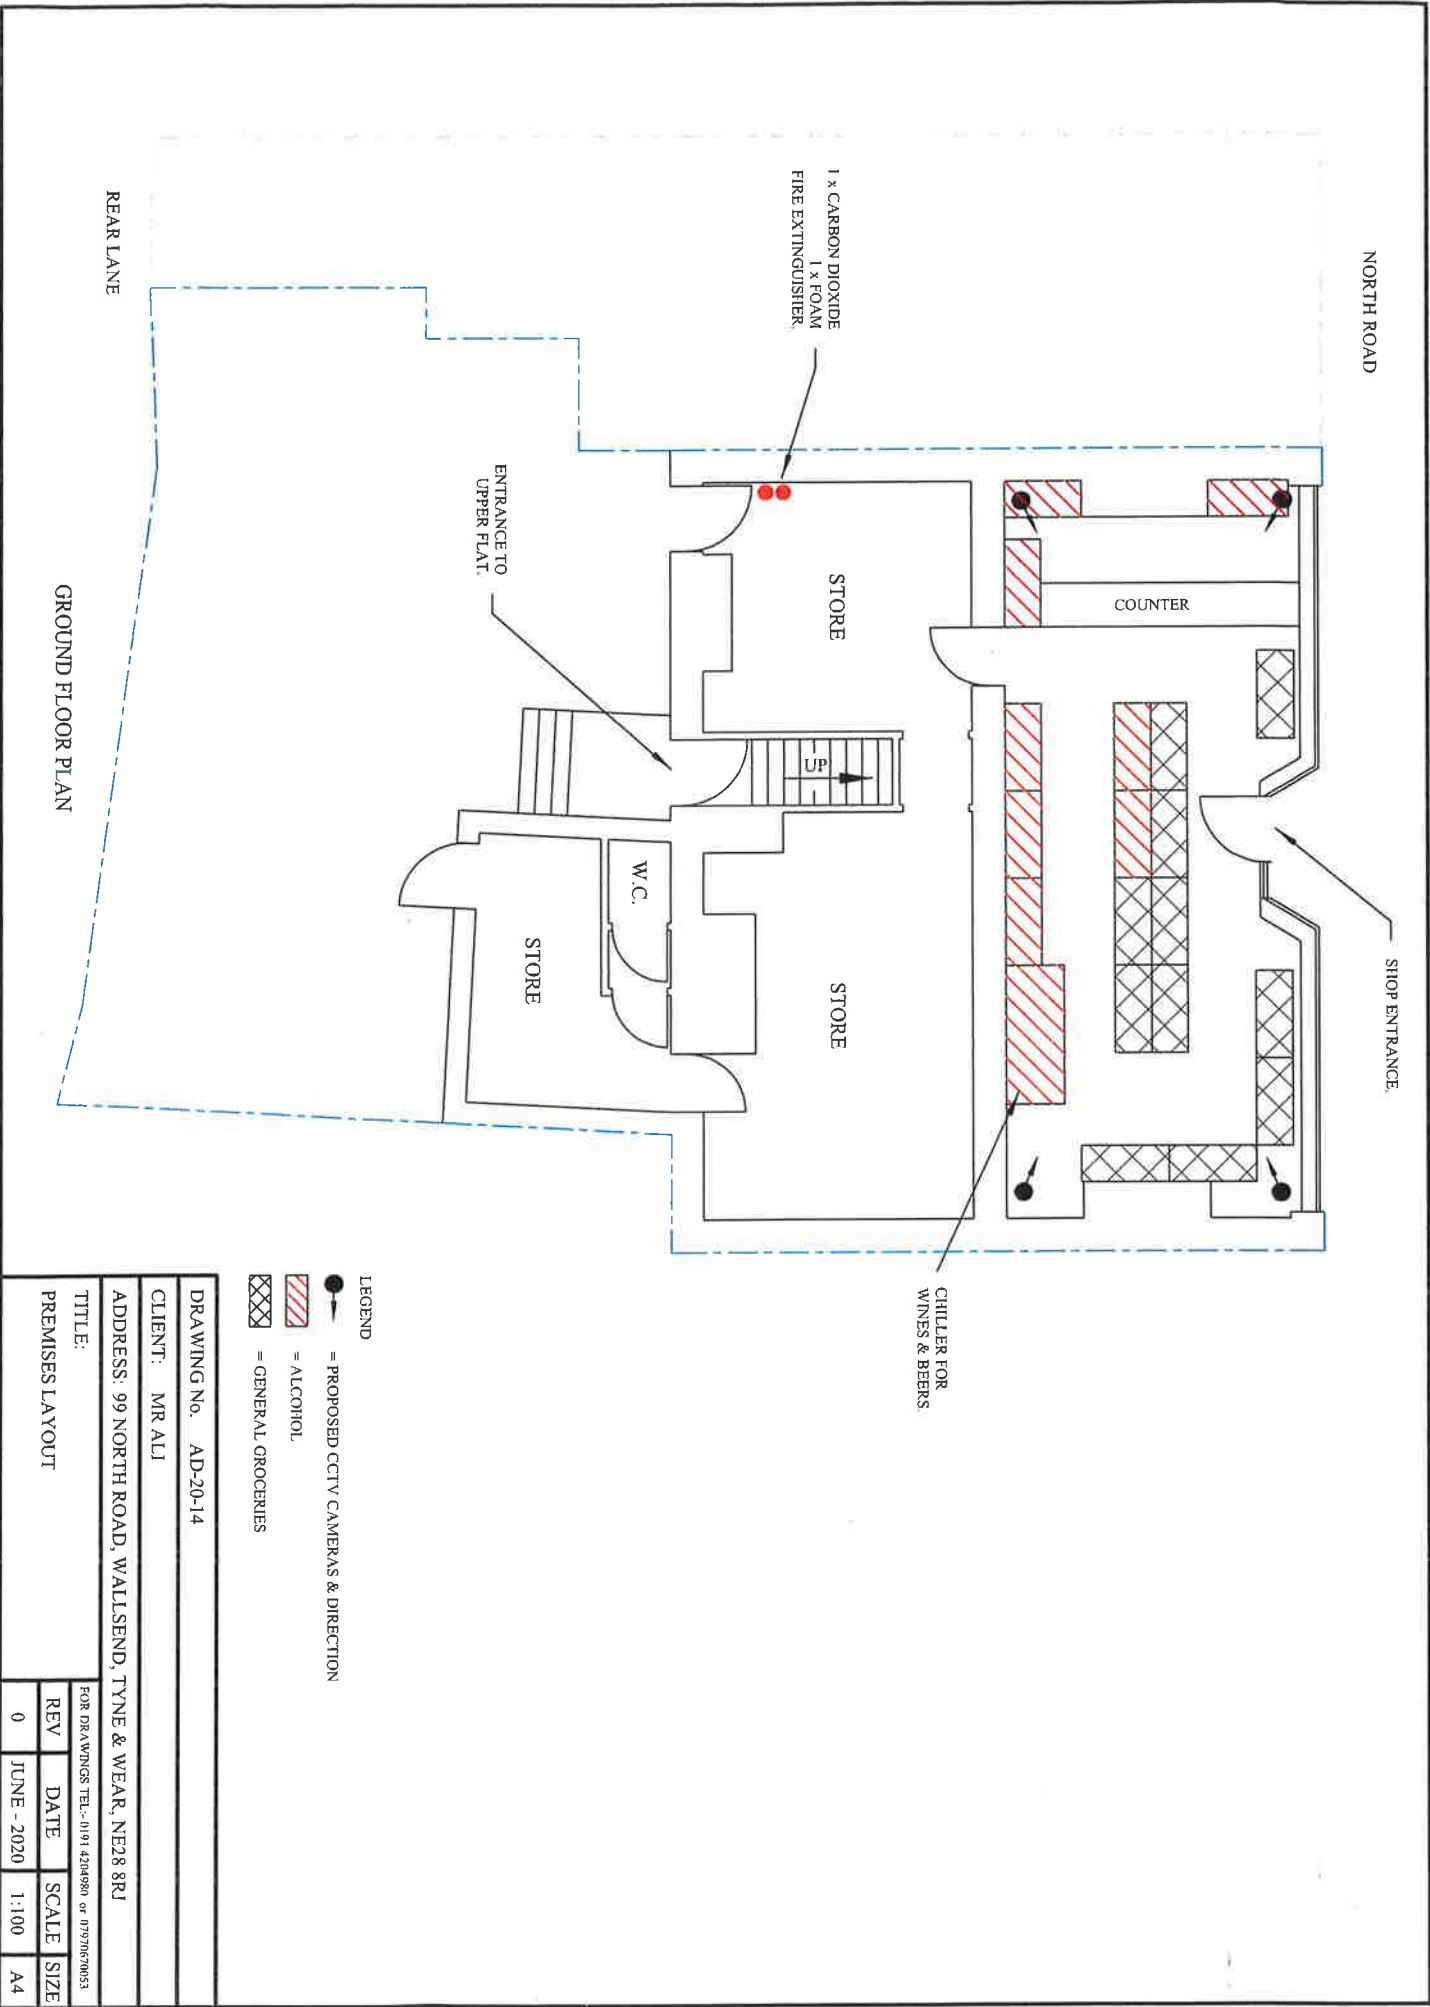 NORTH ROAD
SHOP ENTRANCE.
COUNTER
1 x CARBON DIOXIDE
1 x FOAM
FIRE EXTINGUISHER.
STORE
UP
STORE
CHILLER FOR
WINES & BEERS.
ENTRANCE TO
UPPER FLAT.
W.C.
STORE
REAR LANE
GROUND FLOOR PLAN
LEGEND
= PROPOSED CCTV CAMERAS & DIRECTION
= ALCOHOL
= GENERAL GROCERIES
DRAWING No. AD-20-14
CLIENT: MR ALI
ADDRESS: 99 NORTH ROAD, WALLSEND, TYNE & WEAR, NE28 8RJ
TITLE:
PREMISES LAYOUT
FOR DRAWINGS TEL:- 0191 4204980 or 07970670053
REV DATE SCALE SIZE
0 JUNE - 2020 1:100 A4